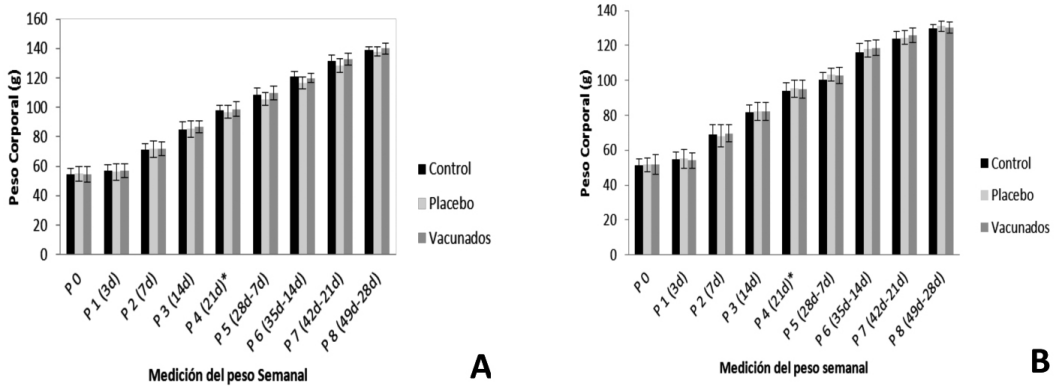 160
140
120
100
80
60
40
20
0
Peso Corporal (g)
P 0
P 1 (3d)
P 2 (7d)
P 3 (14d)
P 4 (21d)*
P 5 (28d-7d)
P 6 (35d-14d)
P 7 (42d-21d)
P 8 (49d-28d)
Medición del peso Semanal
Control
Placebo
Vacunados
A
140
120
100
80
60
40
20
0
Peso Corporal (g)
P 0
P 1 (3d)
P 2 (7d)
P 3 (14d)
P 4 (21d)*
P 5 (28d-7d)
P 6 (35d-14d)
P 7 (42d-21d)
P 8 (49d-28d)
Medición del peso semanal
Control
Placebo
Vacunados
B